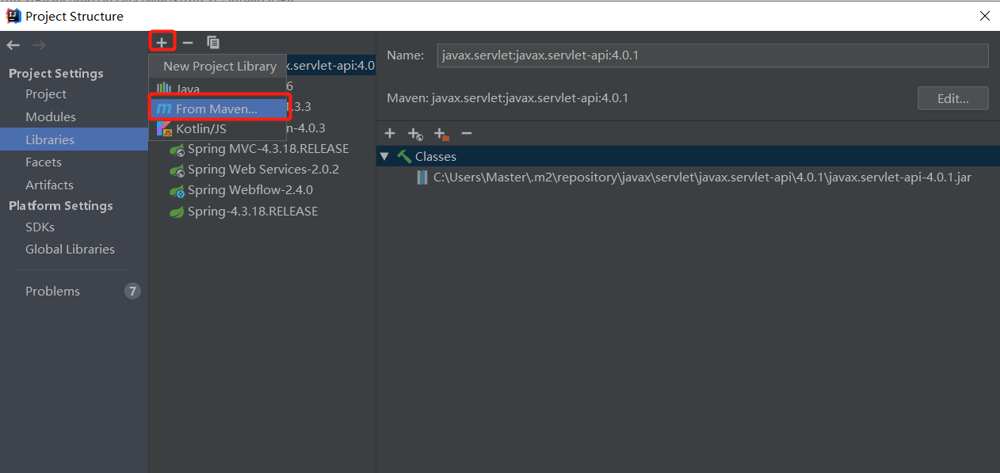 Project Structure
Project Settings
Project
Modules
Libraries
Facets
Artifacts
Platform Settings
SDKs
Global Libraries
Problems
7
New Project Library
x.servlet-api:4.0
Java
6
From Maven...
.3.3
Kotlin/JS
n-4.0.3
Spring MVC-4.3.18.RELEASE
Spring Web Services-2.0.2
Spring Webflow-2.4.0
Spring-4.3.18.RELEASE
Name:
javax.servlet:javax.servlet-api:4.0.1
Maven: javax.servlet:javax.servlet-api:4.0.1
Edit...
Classes
C:\Users\Master\.m2\repository\javax\servlet\javax.servlet-api\4.0.1\javax.servlet-api-4.0.1.jar